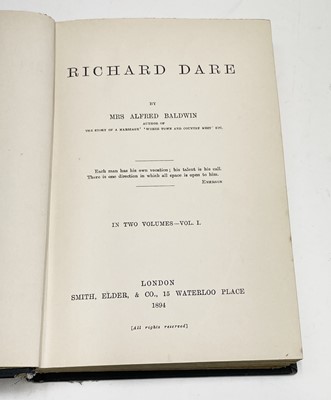 RICHARD DARE
BY
MRS ALFRED BALDWIN
AUTHOR OF
'THE STORY OF A MARRIAGE' 'WHERE TOWN AND COUNTRY MEET' ETC.
Each man has his own vocation; his talent is his call.
There is one direction in which all space is open to him.
EMERSON
IN TWO VOLUMES—VOL. I.
LONDON
SMITH, ELDER, & CO., 15 WATERLOO PLACE
1894
[All rights reserved]